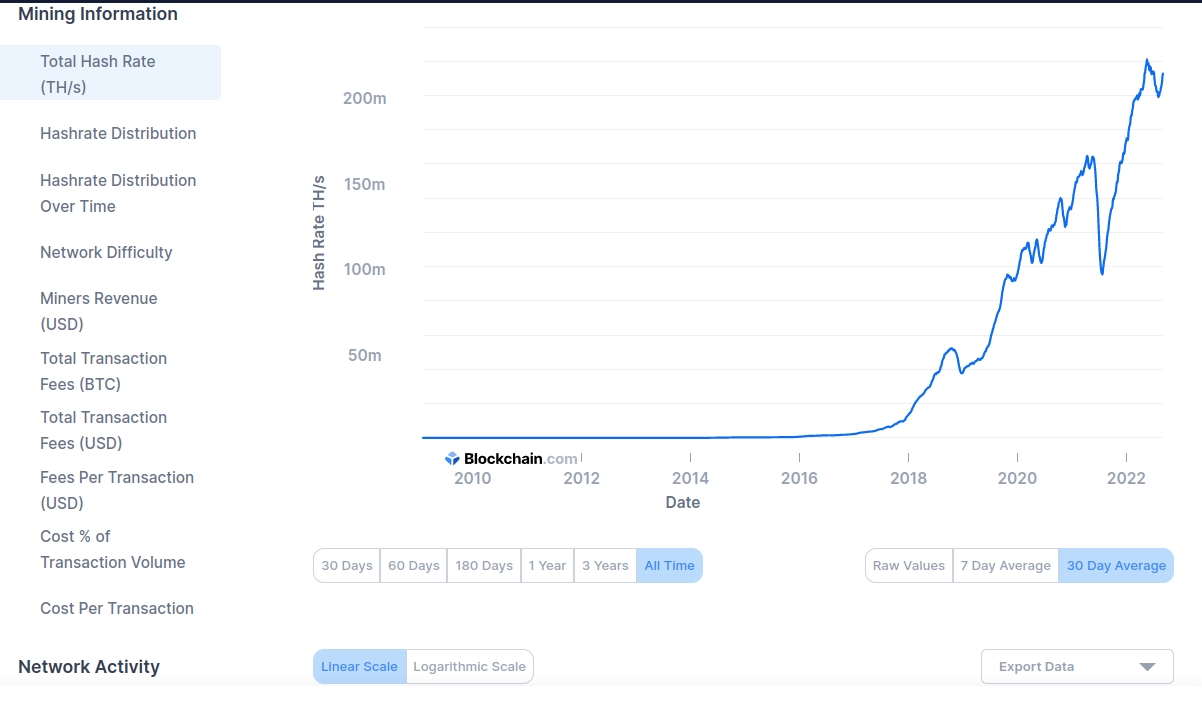 Mining Information
Total Hash Rate
(TH/s)
Hashrate Distribution
Hashrate Distribution
Over Time
Network Difficulty
Miners Revenue
(USD)
Total Transaction
Fees (BTC)
Total Transaction
Fees (USD)
Fees Per Transaction
(USD)
Cost % of
Transaction Volume
Cost Per Transaction
Network Activity
Hash Rate TH/s
200m
150m
100m
50m
Blockchain.com
2010 2012 2014 2016 2018 2020 2022
Date
30 Days 60 Days 180 Days 1 Year 3 Years All Time
Raw Values 7 Day Average 30 Day Average
Linear Scale Logarithmic Scale
Export Data